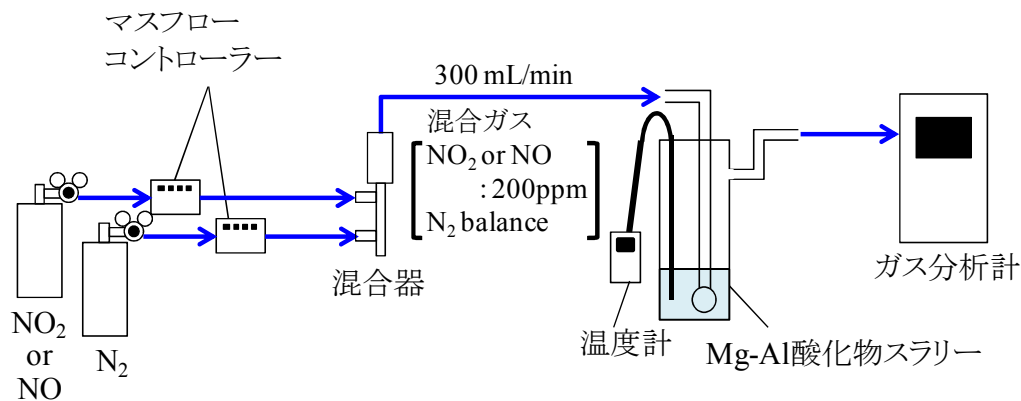 マスフロー
コントローラー
300 mL/min
混合ガス
NO2 or NO
: 200ppm
N2 balance
混合器
NO2
or
NO
N2
温度計
Mg-Al酸化物スラリー
ガス分析計